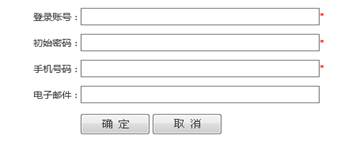 登录账号：*
初始密码：*
手机号码：*
电子邮件：
确 定 取 消